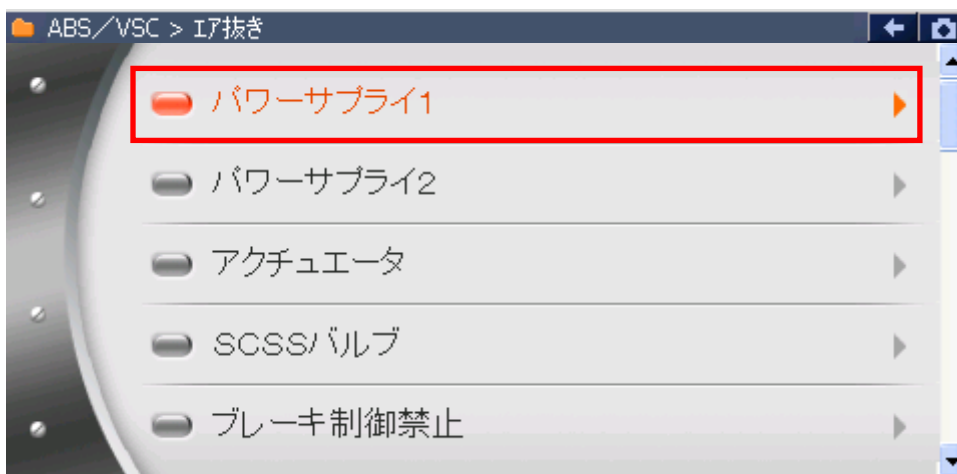 ABS／VSC > ｴｱ抜き
パワーサプライ1
パワーサプライ2
アクチュエータ
SCSSバルブ
ブレーキ制御禁止